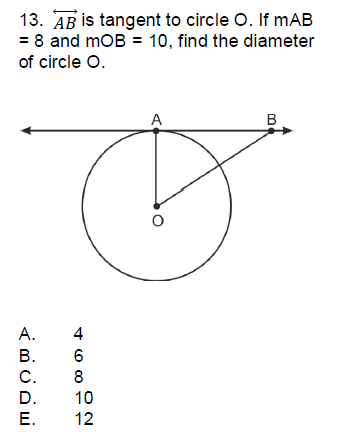 13. AB is tangent to circle O. If mAB
= 8 and mOB = 10, find the diameter
of circle O.
A B
O
A. 4
B. 6
C. 8
D. 10
E. 12